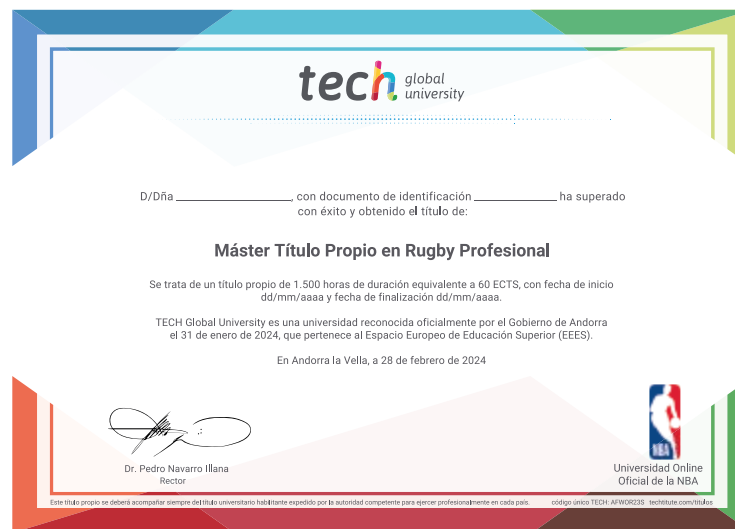 tech global university
D/Dña ____________________, con documento de identificación ______________ ha superado
con éxito y obtenido el título de:
Máster Título Propio en Rugby Profesional
Se trata de un título propio de 1.500 horas de duración equivalente a 60 ECTS, con fecha de inicio
dd/mm/aaaa y fecha de finalización dd/mm/aaaa.
TECH Global University es una universidad reconocida oficialmente por el Gobierno de Andorra
el 31 de enero de 2024, que pertenece al Espacio Europeo de Educación Superior (EEES).
En Andorra la Vella, a 28 de febrero de 2024
Dr. Pedro Navarro Illana
Rector
NBA
Universidad Online
Oficial de la NBA
Este título propio se deberá acompañar siempre del título universitario habilitante expedido por la autoridad competente para ejercer profesionalmente en cada país. código único TECH: AFWOR23S techtitute.com/titulos